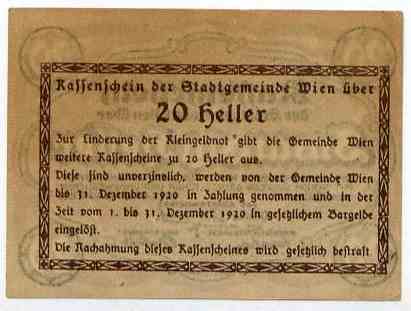 Kassenschein der Stadtgemeinde Wien über
20 Heller
Zur Linderung der Kleingeldnot gibt die Gemeinde Wien
weitere Kassenscheine zu 20 Heller aus.
Diese sind unverzinslich, werden von der Gemeinde Wien
bis 31. Dezember 1920 in Zahlung genommen und in der
Zeit vom 1. bis 31. Dezember 1920 in gesetzlichem Bargelde
eingelöst.
Die Nachahmung dieses Kassenscheines wird gesetzlich bestraft